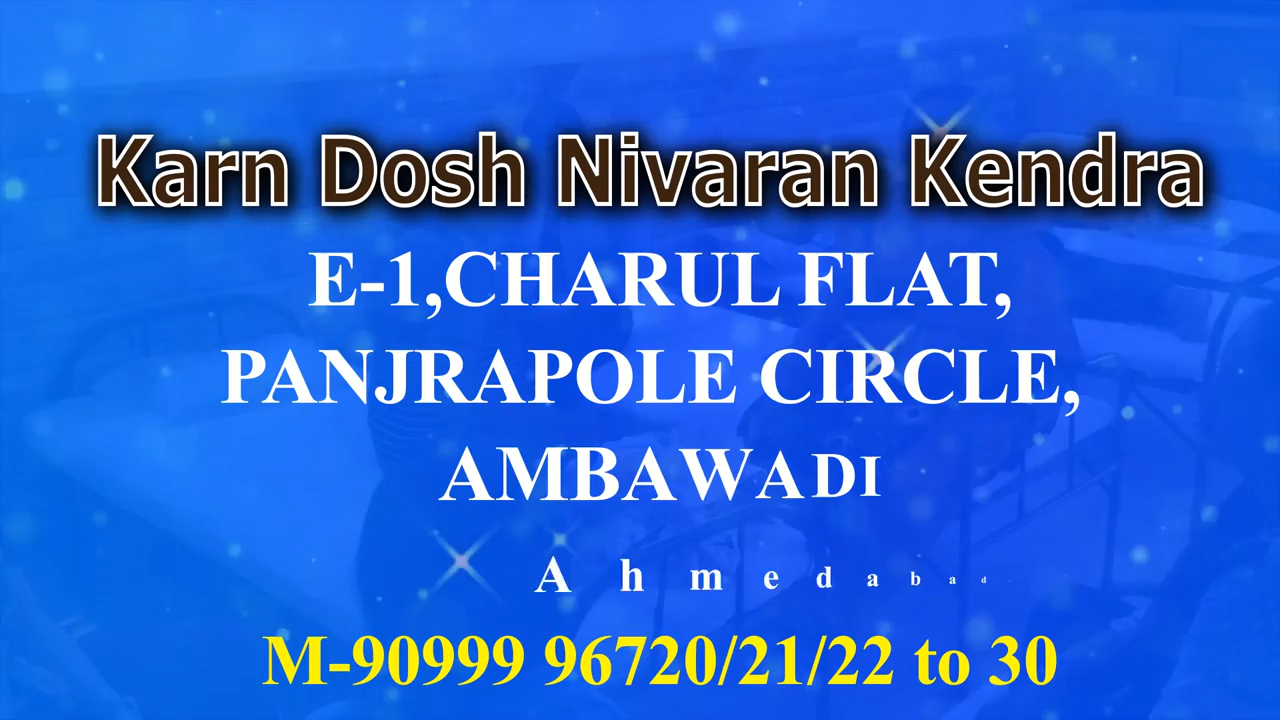 Karn Dosh Nivaran Kendra
E-1,CHARUL FLAT,
PANJRAPOLE CIRCLE,
AMBAWADI
Ahmedabad
M-90999 96720/21/22 to 30